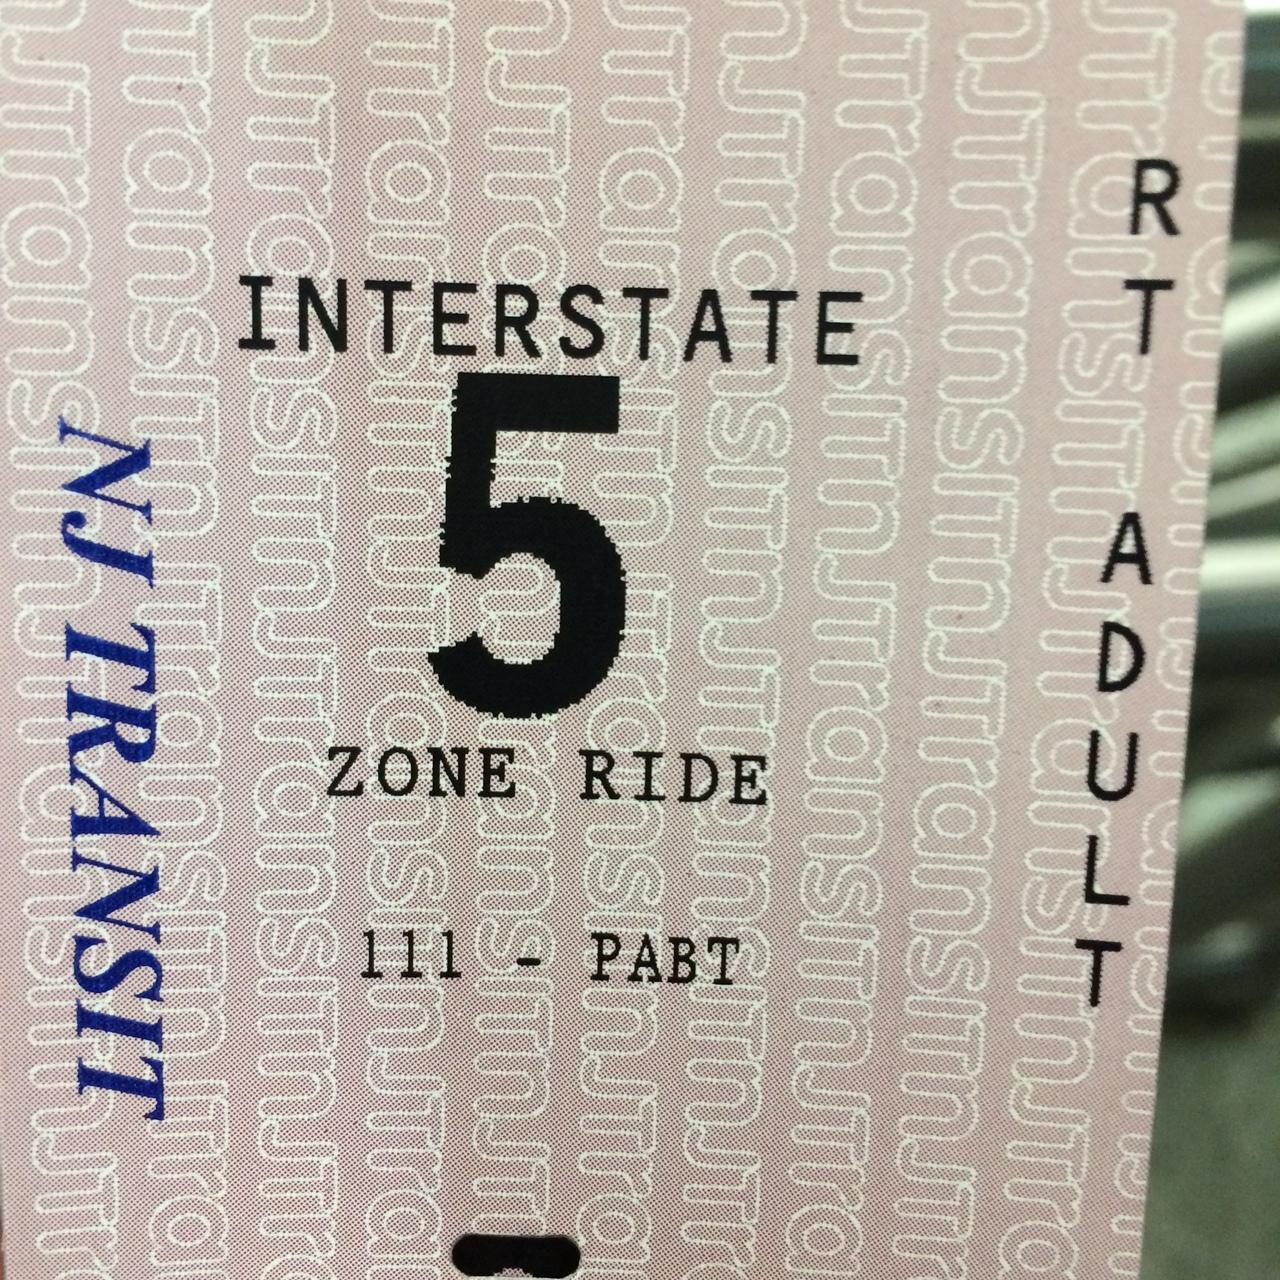 INTERSTATE
5
ZONE RIDE
111 - PABT
NJ TRANSIT
RT ADULT